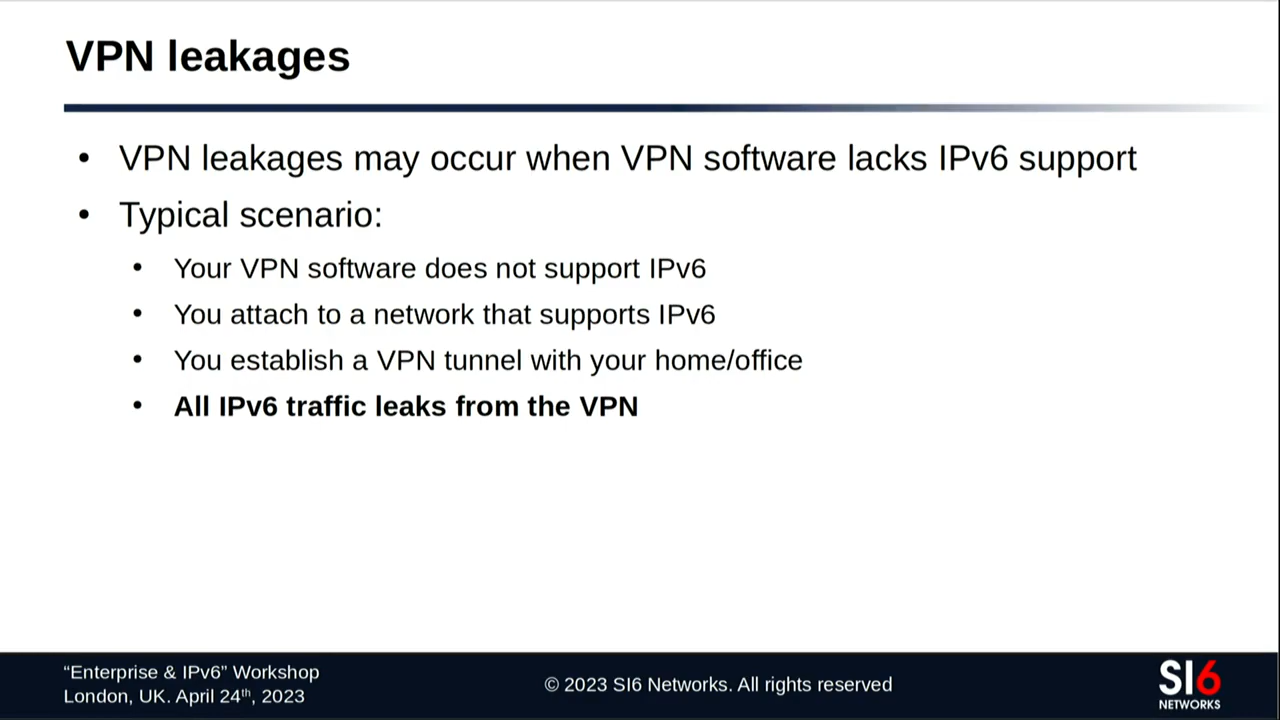 VPN leakages
• VPN leakages may occur when VPN software lacks IPv6 support
• Typical scenario:
• Your VPN software does not support IPv6
• You attach to a network that supports IPv6
• You establish a VPN tunnel with your home/office
• All IPv6 traffic leaks from the VPN
“Enterprise & IPv6” Workshop
London, UK. April 24th, 2023
© 2023 SI6 Networks. All rights reserved
SI6
NETWORKS